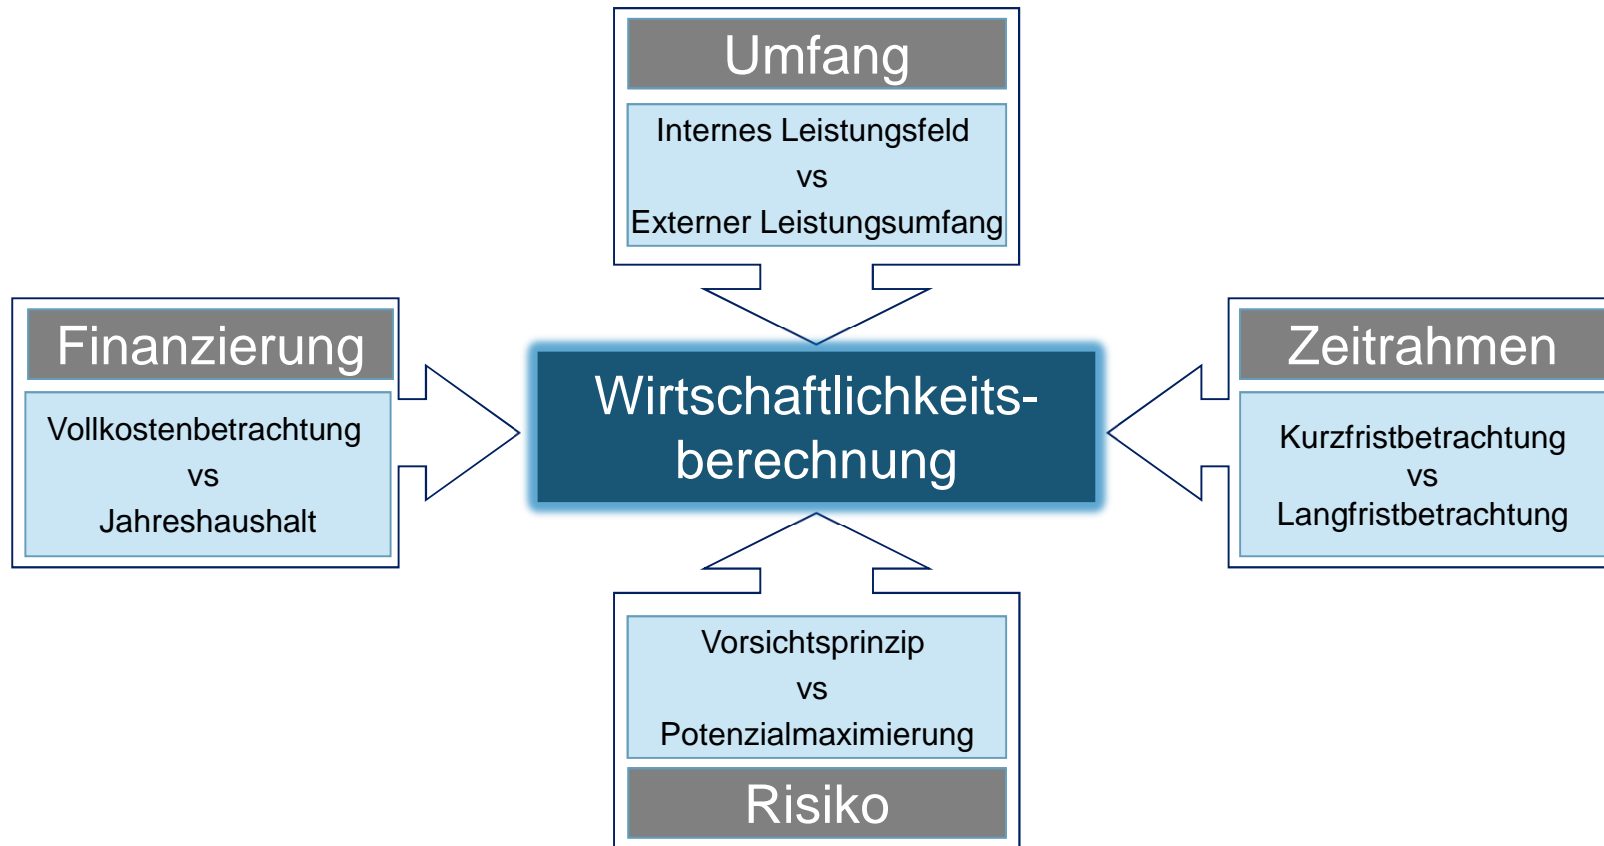 Umfang
Internes Leistungsfeld
vs
Externer Leistungsumfang
Finanzierung
Vollkostenbetrachtung
vs
Jahreshaushalt
Wirtschaftlichkeits-
berechnung
Zeitrahmen
Kurzfristbetrachtung
vs
Langfristbetrachtung
Vorsichtsprinzip
vs
Potenzialmaximierung
Risiko